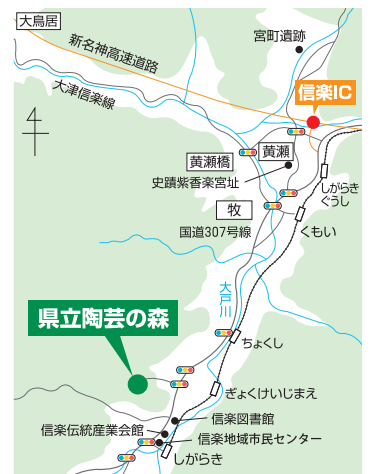 大鳥居
宮町遺跡
新名神高速道路
大津信楽線
信楽IC
黄瀬橋
黄瀬
史蹟紫香楽宮址
しがらき
ぐうし
牧
国道307号線
くもい
大戸川
県立陶芸の森
ちょくし
ぎょくけいじまえ
信楽図書館
信楽伝統産業会館
信楽地域市民センター
しがらき